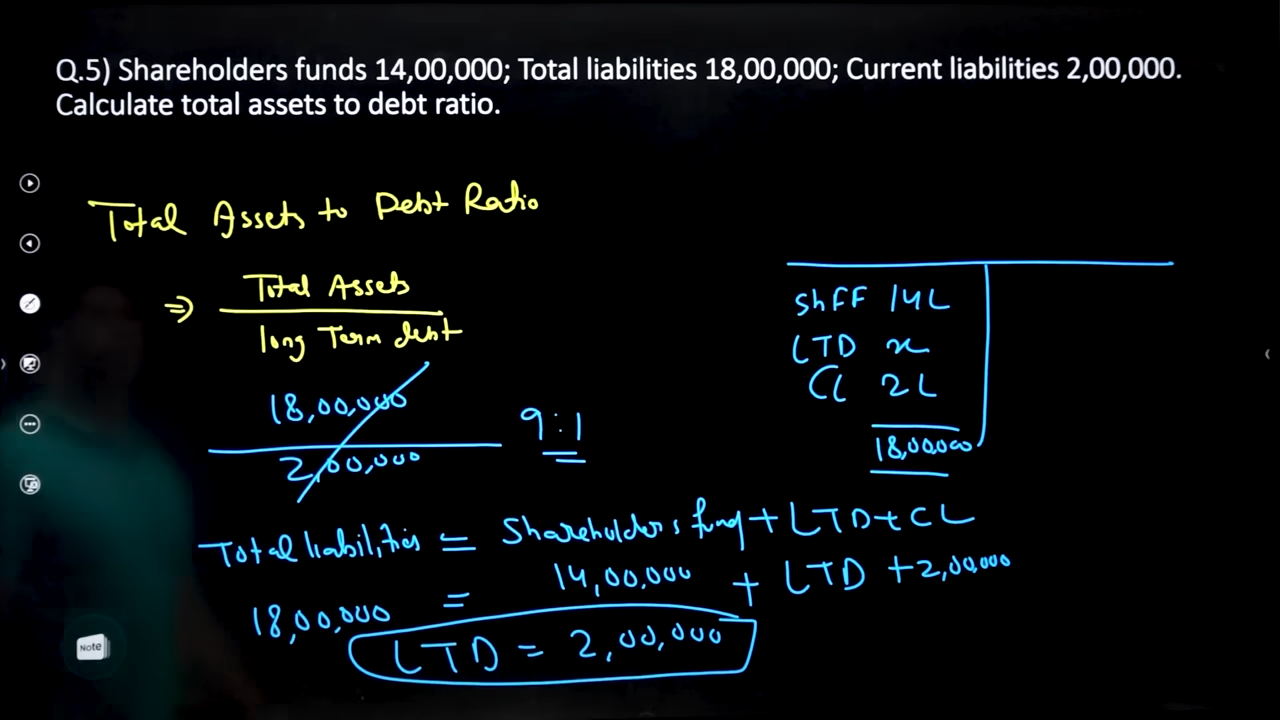 Q.5) Shareholders funds 14,00,000; Total liabilities 18,00,000; Current liabilities 2,00,000.
Calculate total assets to debt ratio.
Total Assets to Debt Ratio
⇒ Total Assets
long Term debt
18,00,000
2,00,000
9:1
ShFF 14L
LTD x
CL 2L
18,00,000
Total liabilities = Shareholders fund + LTD + CL
18,00,000 = 14,00,000 + LTD + 2,00,000
LTD = 2,00,000
Note